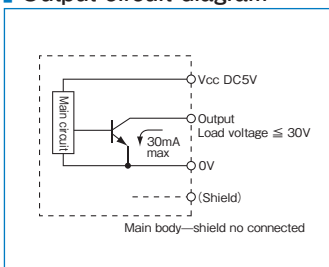 Output circuit diagram
Vcc DC5V
Main circuit
Output
Load voltage ≦ 30V
30mA
max
0V
(Shield)
Main body—shield no connected